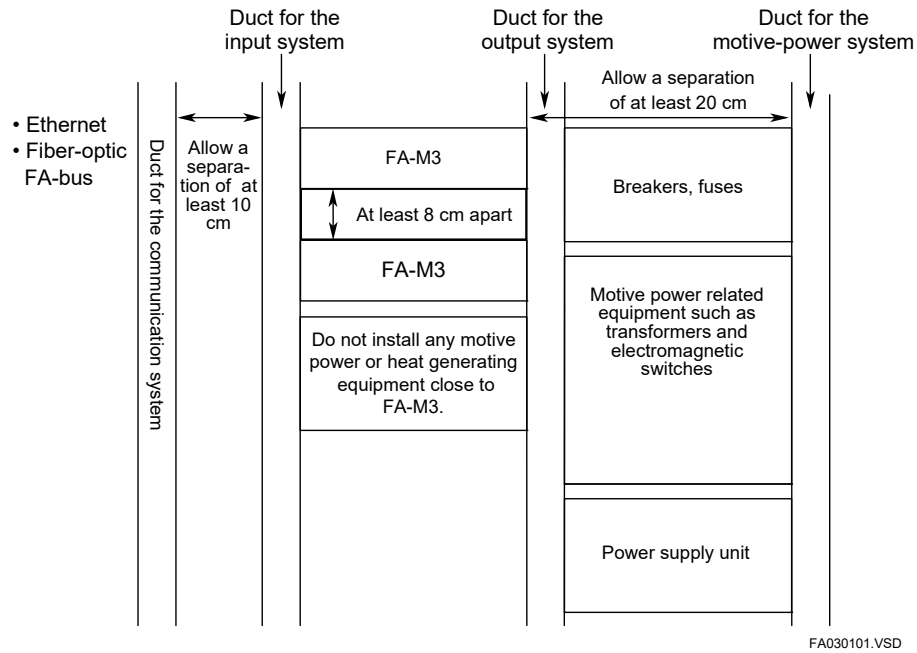 Duct for the
input system
Duct for the
output system
Duct for the
motive-power system
• Ethernet
• Fiber-optic
FA-bus
Duct for the communication system
Allow a
separa-
tion of at
least 10
cm
FA-M3
At least 8 cm apart
FA-M3
Do not install any motive
power or heat generating
equipment close to
FA-M3.
Allow a separation
of at least 20 cm
Breakers, fuses
Motive power related
equipment such as
transformers and
electromagnetic
switches
Power supply unit
FA030101.VSD